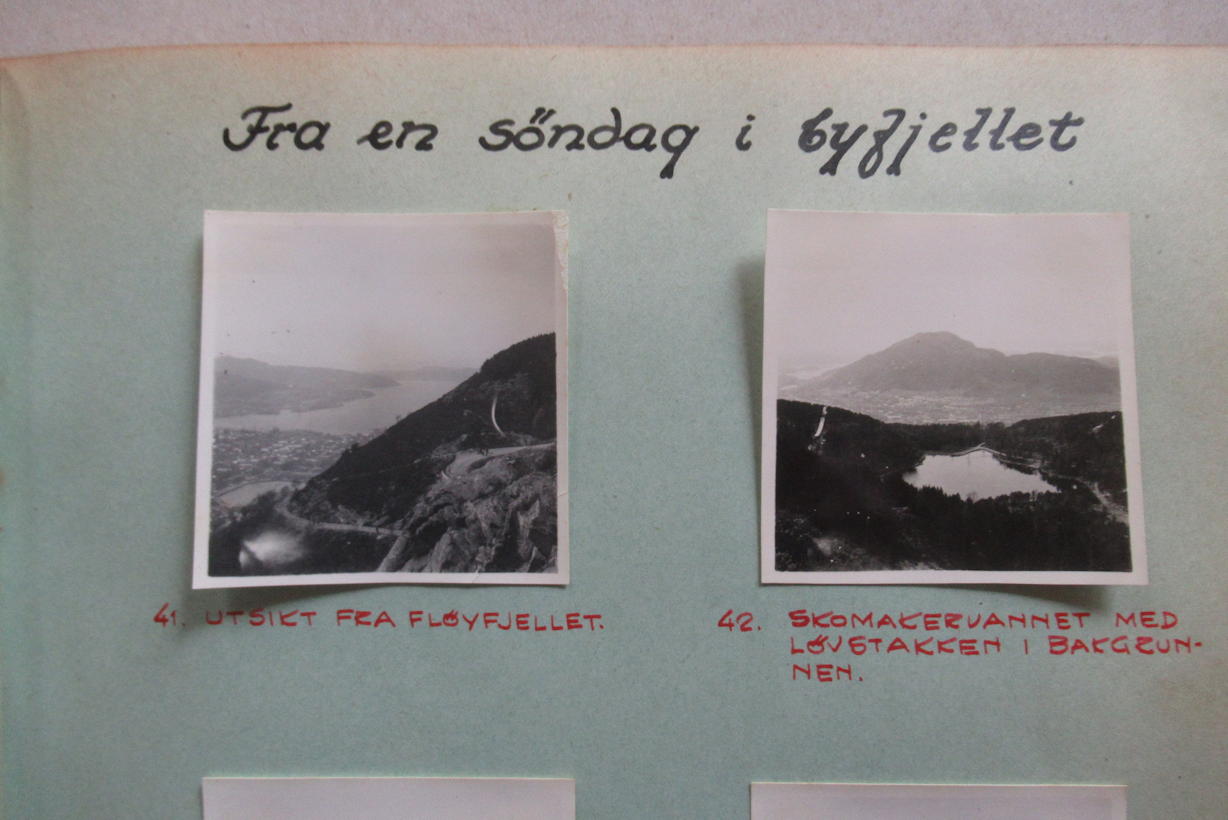 Fra en söndag i byfjellet
41. UTSIKT FRA FLØYFJELLET.
42. SKOMAKERVANNET MED
LØVSTAKKEN I BAKGRUN-
NEN.